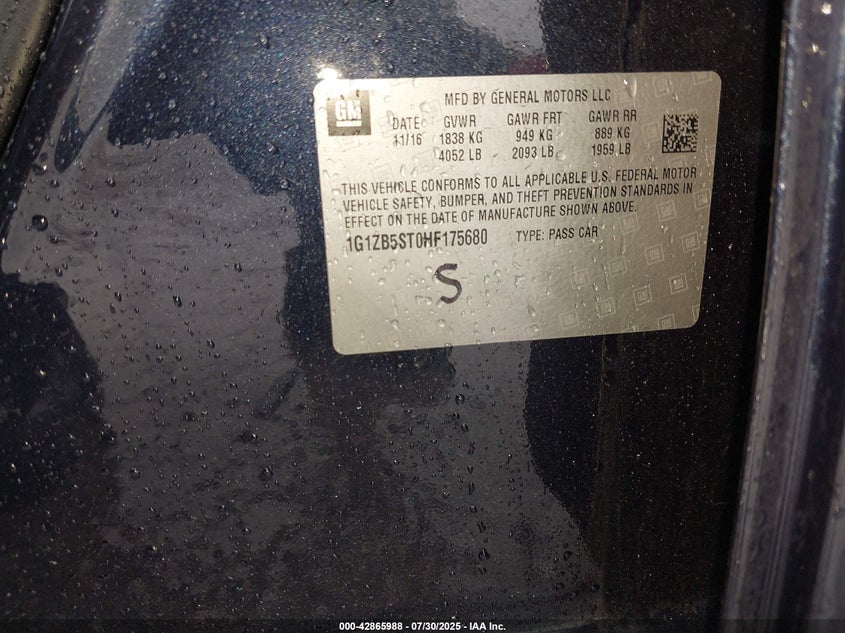 GM
MFD BY GENERAL MOTORS LLC
DATE GVWR GAWR FRT GAWR RR
11/16 1838 KG 949 KG 889 KG
4052 LB 2093 LB 1959 LB
THIS VEHICLE CONFORMS TO ALL APPLICABLE U.S. FEDERAL MOTOR
VEHICLE SAFETY, BUMPER, AND THEFT PREVENTION STANDARDS IN
EFFECT ON THE DATE OF MANUFACTURE SHOWN ABOVE.
1G1ZB5ST0HF175680 TYPE: PASS CAR
S
000-42865988 - 07/30/2025 - IAA Inc.